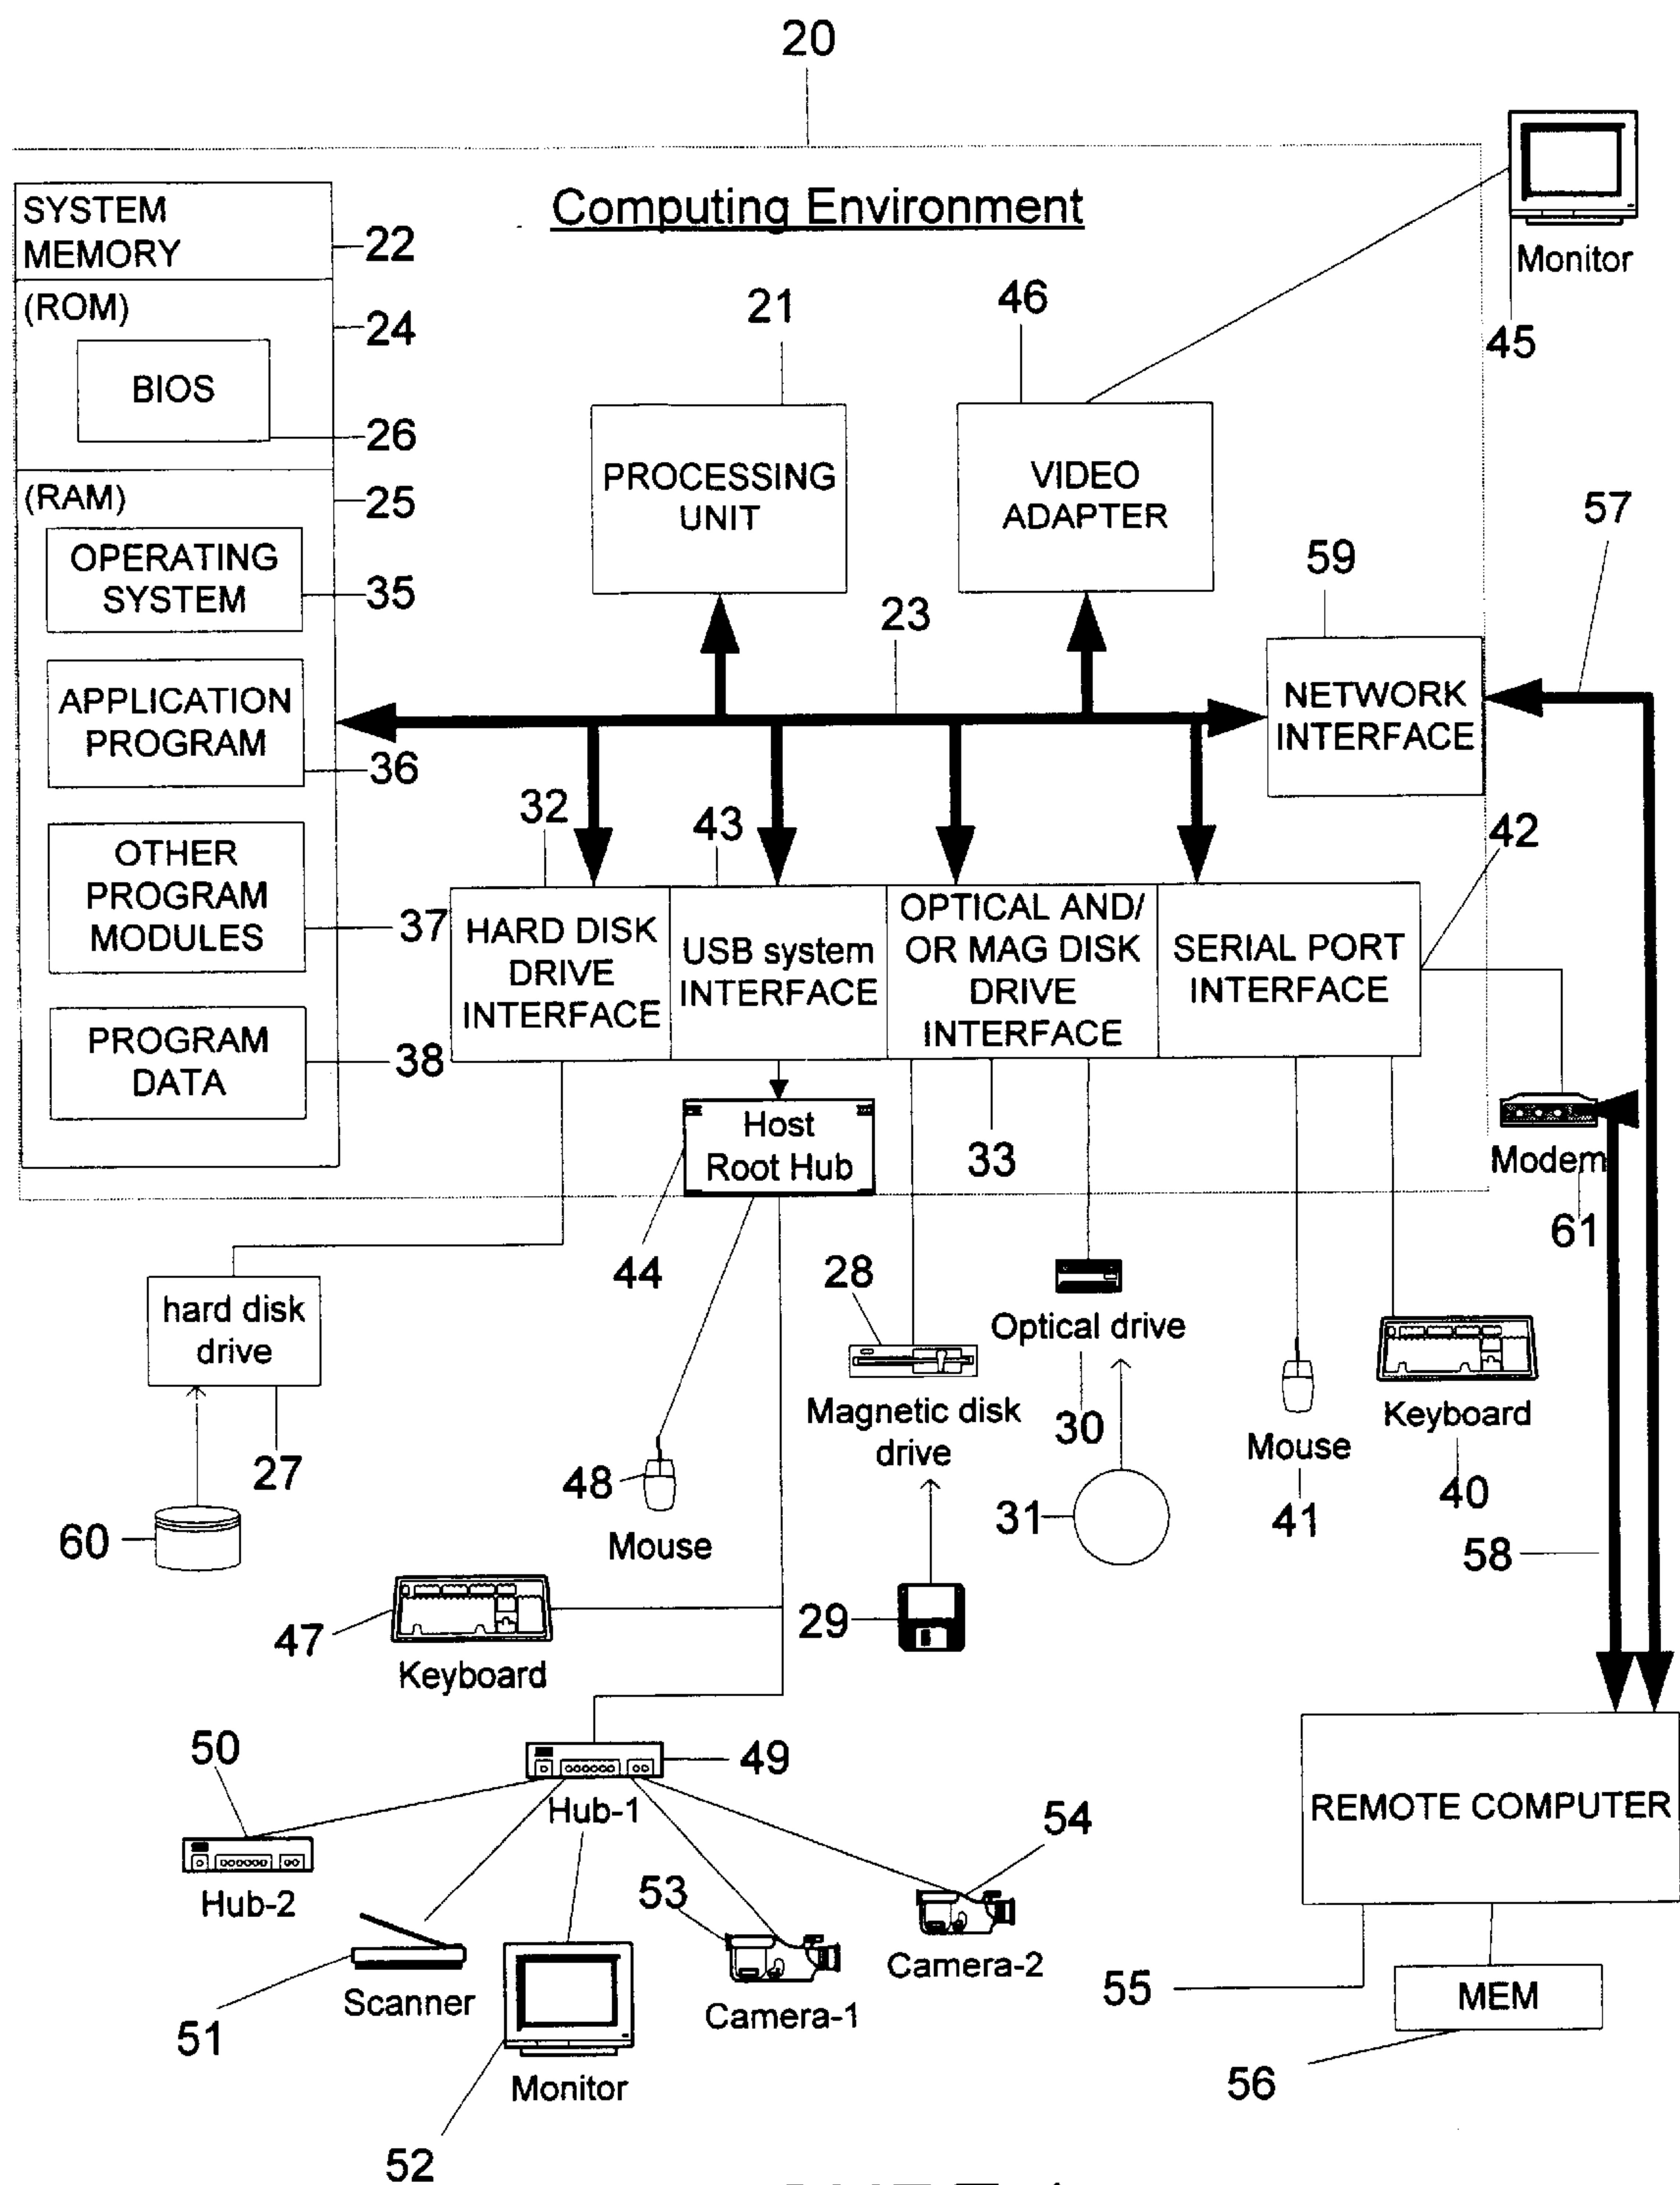 20
Computing Environment
SYSTEM
MEMORY
22
(ROM)
24
BIOS
26
(RAM)
25
OPERATING
SYSTEM
35
APPLICATION
PROGRAM
36
OTHER
PROGRAM
MODULES
37
PROGRAM
DATA
38
21
PROCESSING
UNIT
46
VIDEO
ADAPTER
Monitor
45
23
59
NETWORK
INTERFACE
57
32
HARD DISK
DRIVE
INTERFACE
43
USB system
INTERFACE
OPTICAL AND/
OR MAG DISK
DRIVE
INTERFACE
33
SERIAL PORT
INTERFACE
42
Host
Root Hub
44
Modem
61
hard disk
drive
27
60
48
Mouse
28
Magnetic disk
drive
29
Optical drive
30
31
Mouse
41
Keyboard
40
58
47
Keyboard
49
Hub-1
50
Hub-2
51
Scanner
Monitor
52
53
Camera-1
54
Camera-2
REMOTE COMPUTER
55
MEM
56